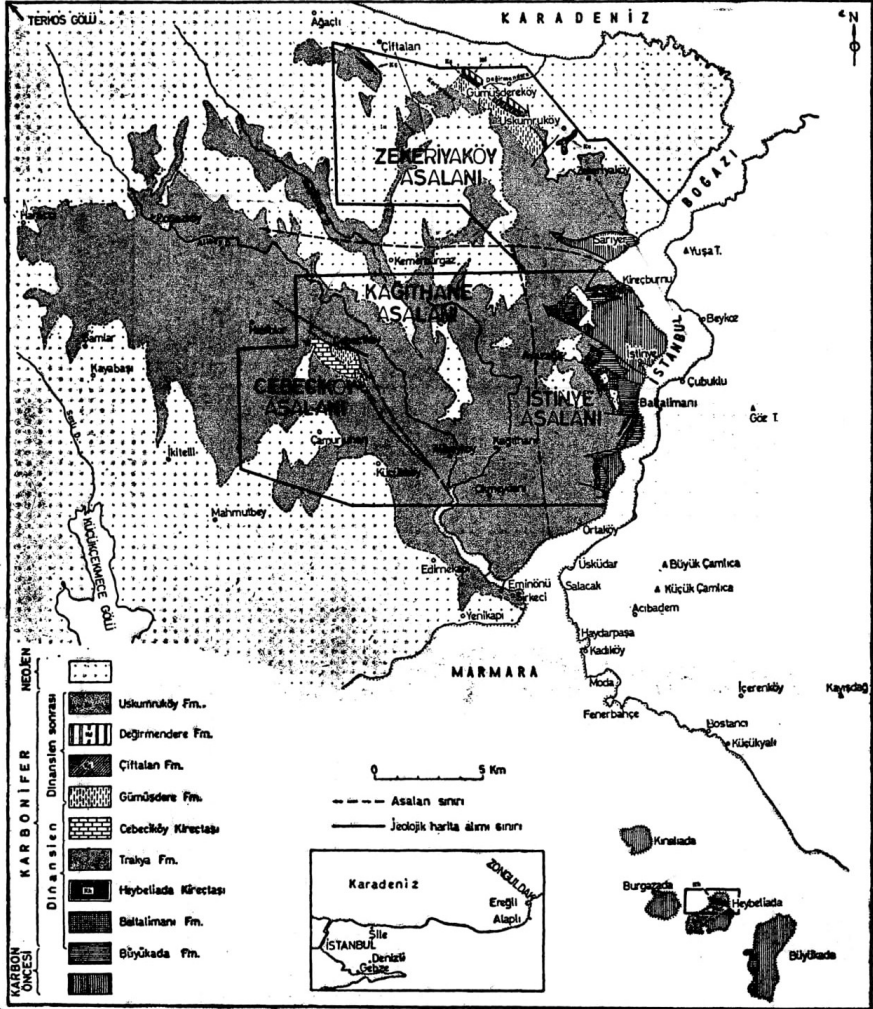 TERKOS GÖLÜ
Ağaçlı
KARADENİZ
N
Çiftalan
Değirmendere
Gümüşdereköy
Uskumruköy
ZEKERİYAKÖY
ASALANI
Zekeriyaköy
BOĞAZI
Sarıyer
Yuşa T.
Kemerburgaz
Kireçburnu
KAĞITHANE
ASALANI
Beykoz
İstinye
İSTANBUL
Kayabaşı
CEBECİKÖY
ASALANI
İSTİNYE
ASALANI
Çubuklu
Baltalimanı
Göz T.
İkitelli
Küçükköy
Kağıthane
Okmeydanı
Mahmutbey
Ortaköy
KÜÇÜKÇEKMECE GÖLÜ
Edirnekapı
Eminönü
Sirkeci
Yenikapı
Üsküdar
Salacak
Büyük Çamlıca
Küçük Çamlıca
Acıbadem
Haydarpaşa
Kadıköy
MARMARA
Moda
Fenerbahçe
İçerenköy
Kayışdağ
Bostancı
Küçükyalı
NEOJEN
KARBONİFER
Dinansien sonrası
Dinansien
KARBON
ÖNCESİ
Uskumruköy Fm.
Değirmendere Fm.
Çiftalan Fm.
Gümüşdere Fm.
Cebeciköy Kireçtaşı
Trakya Fm.
Heybeliada Kireçtaşı
Baltalimanı Fm.
Büyükada Fm.
0 5 Km
Asalan sınırı
Jeolojik harita alımı sınırı
Karadeniz
ZONGULDAK
Ereğli
Alaplı
Şile
İSTANBUL
Denizli
Gebze
Kınalıada
Burgazada
Heybeliada
Büyükada